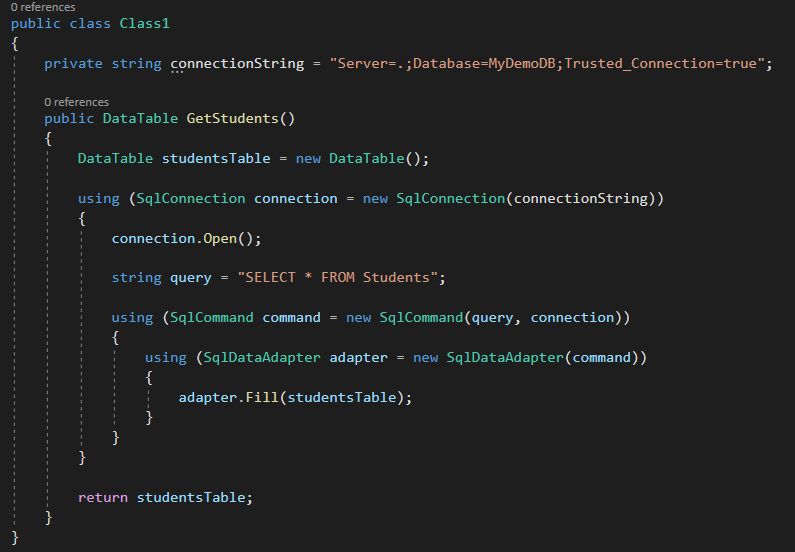 0 references
public class Class1
{
private string connectionString = "Server=.;Database=MyDemoDB;Trusted_Connection=true";
0 references
public DataTable GetStudents()
{
DataTable studentsTable = new DataTable();
using (SqlConnection connection = new SqlConnection(connectionString))
{
connection.Open();
string query = "SELECT * FROM Students";
using (SqlCommand command = new SqlCommand(query, connection))
{
using (SqlDataAdapter adapter = new SqlDataAdapter(command))
{
adapter.Fill(studentsTable);
}
}
}
return studentsTable;
}
}